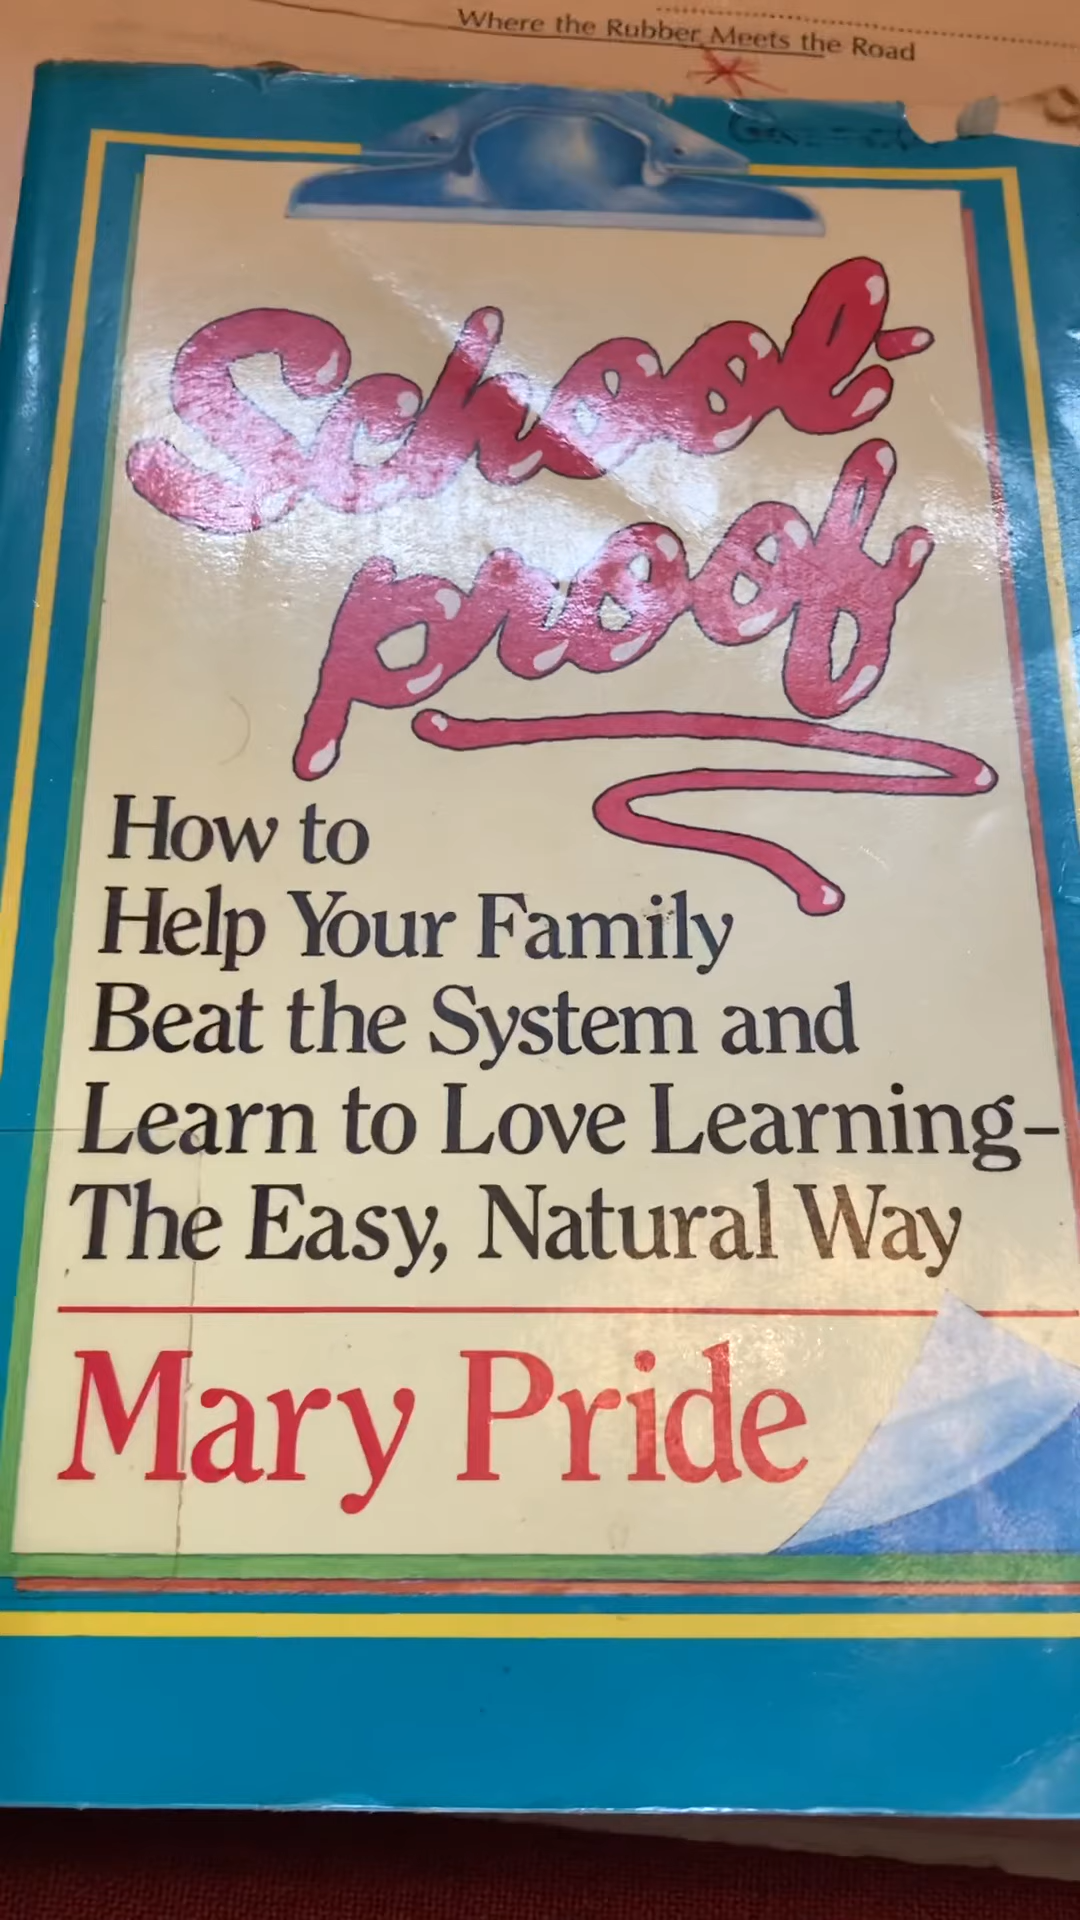 Where the Rubber Meets the Road
School-
proof
How to
Help Your Family
Beat the System and
Learn to Love Learning–
The Easy, Natural Way
Mary Pride